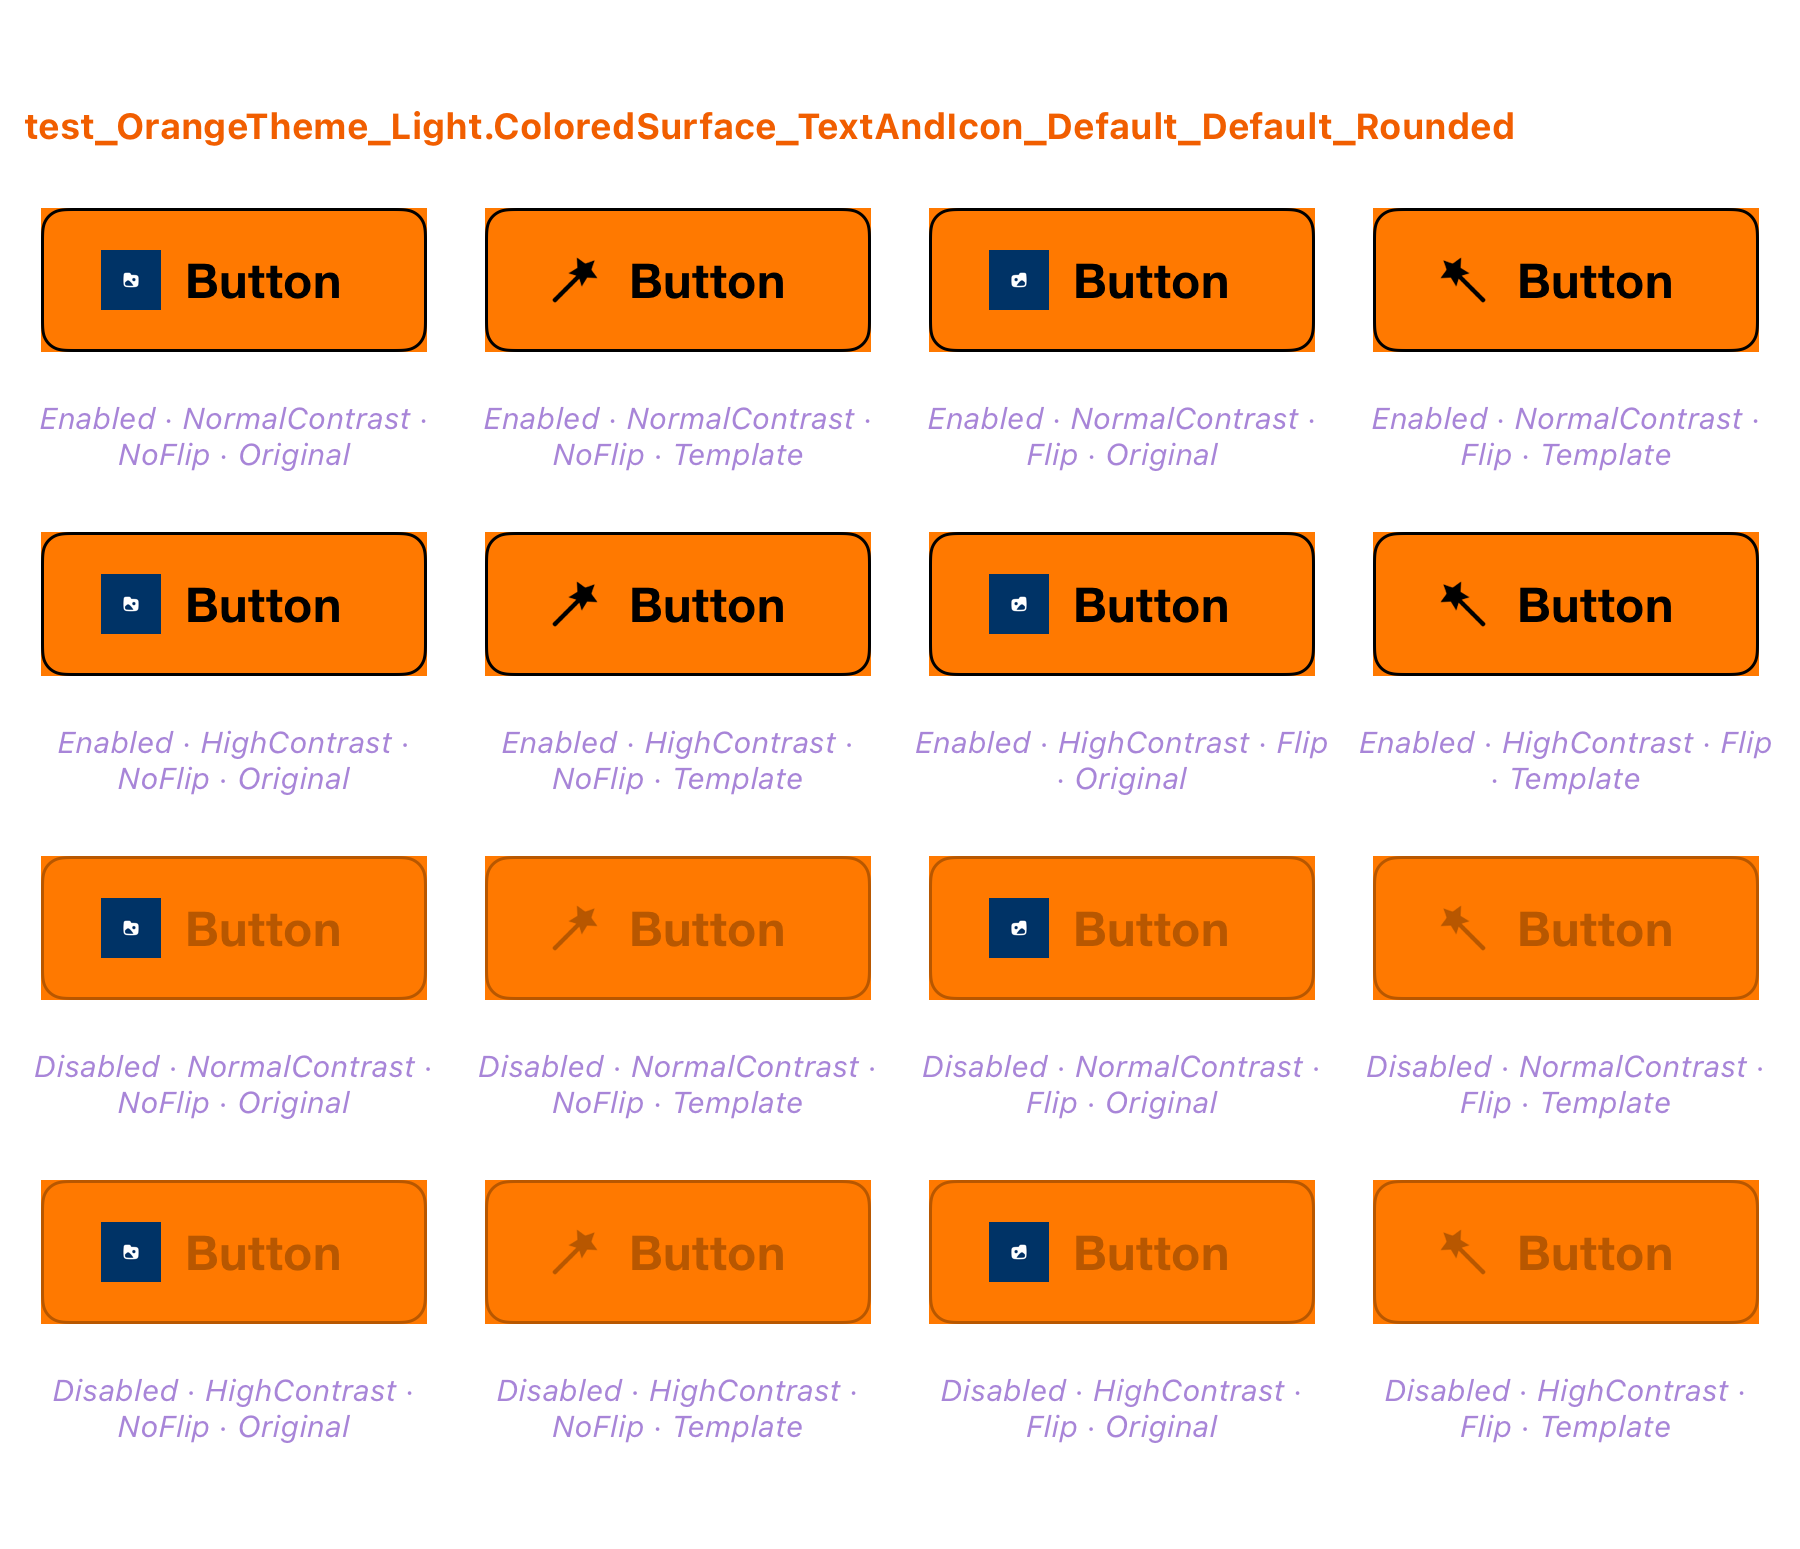 test_OrangeTheme_Light.ColoredSurface_TextAndIcon_Default_Default_Rounded
Button Button Button Button
Enabled · NormalContrast ·
NoFlip · Original
Enabled · NormalContrast ·
NoFlip · Template
Enabled · NormalContrast ·
Flip · Original
Enabled · NormalContrast ·
Flip · Template
Button Button Button Button
Enabled · HighContrast ·
NoFlip · Original
Enabled · HighContrast ·
NoFlip · Template
Enabled · HighContrast · Flip
· Original
Enabled · HighContrast · Flip
· Template
Button Button Button Button
Disabled · NormalContrast ·
NoFlip · Original
Disabled · NormalContrast ·
NoFlip · Template
Disabled · NormalContrast ·
Flip · Original
Disabled · NormalContrast ·
Flip · Template
Button Button Button Button
Disabled · HighContrast ·
NoFlip · Original
Disabled · HighContrast ·
NoFlip · Template
Disabled · HighContrast ·
Flip · Original
Disabled · HighContrast ·
Flip · Template